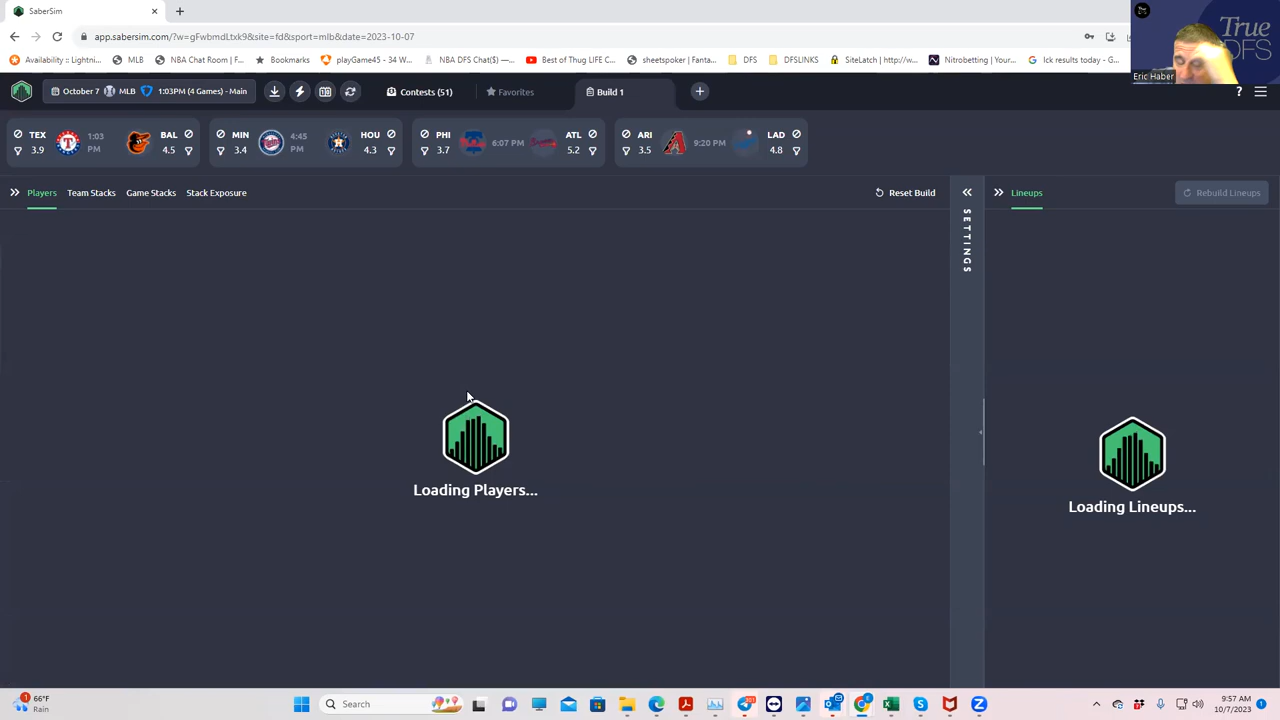 SaberSim
app.sabersim.com/?w=gFwbmdLtxk9&site=fd&sport=mlb&date=2023-10-07
True
DFS
Eric Haber
Availability :: Lightni...
MLB
NBA Chat Room | F...
Bookmarks
playGame45 - 34 W...
NBA DFS Chat($) —...
Best of Thug LIFE C...
sheetspoker | Fanta...
DFS
DFSLINKS
SiteLatch | http://w...
Nitrobetting | Your...
lck results today - G...
October 7 MLB 1:03PM (4 Games) - Main
Contests (51)
Favorites
Build 1
TEX 3.9 1:03 PM BAL 4.5
MIN 3.4 4:45 PM HOU 4.3
PHI 3.7 6:07 PM ATL 5.2
ARI 3.5 9:20 PM LAD 4.8
Players Team Stacks Game Stacks Stack Exposure
Reset Build
SETTINGS
Lineups
Rebuild Lineups
Loading Players...
Loading Lineups...
66°F
Rain
Search
9:57 AM
10/7/2023